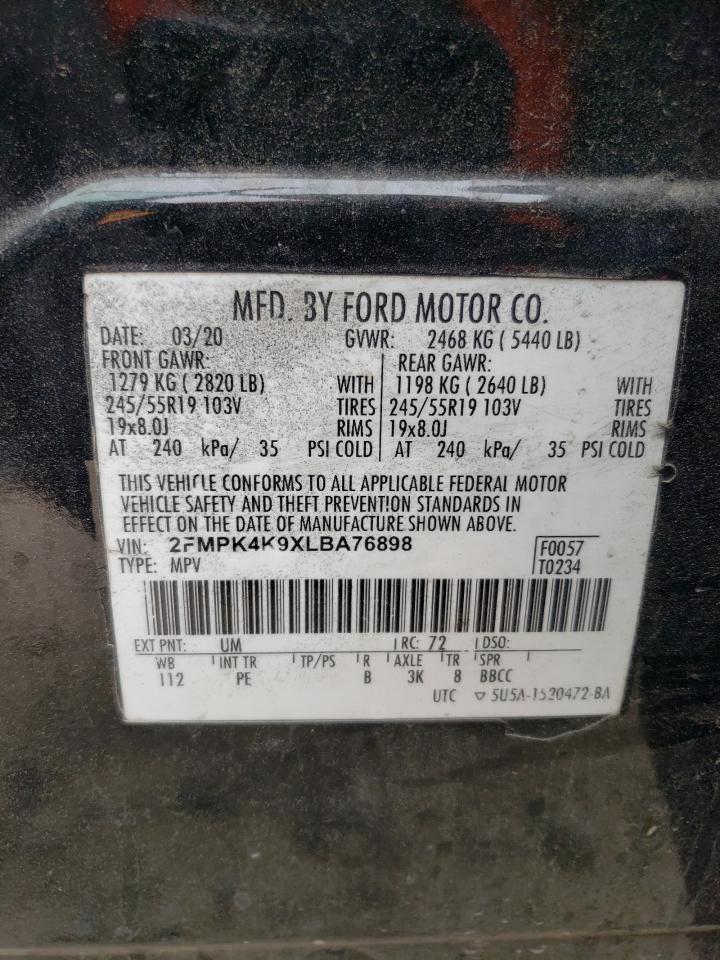 MFD. BY FORD MOTOR CO.
DATE: 03/20 GVWR: 2468 KG ( 5440 LB)
FRONT GAWR: REAR GAWR:
1279 KG ( 2820 LB) WITH 1198 KG ( 2640 LB) WITH
245/55R19 103V TIRES 245/55R19 103V TIRES
19x8.0J RIMS 19x8.0J RIMS
AT 240 kPa/ 35 PSI COLD AT 240 kPa/ 35 PSI COLD
THIS VEHICLE CONFORMS TO ALL APPLICABLE FEDERAL MOTOR
VEHICLE SAFETY AND THEFT PREVENTION STANDARDS IN
EFFECT ON THE DATE OF MANUFACTURE SHOWN ABOVE.
VIN: 2FMPK4K9XLBA76898 F0057
TYPE: MPV T0234
EXT PNT: UM RC: 72 DSO:
WB INT TR TP/PS R AXLE TR SPR
112 PE B 3K 8 BBCC
UTC ▽ 5U5A-1520472-BA